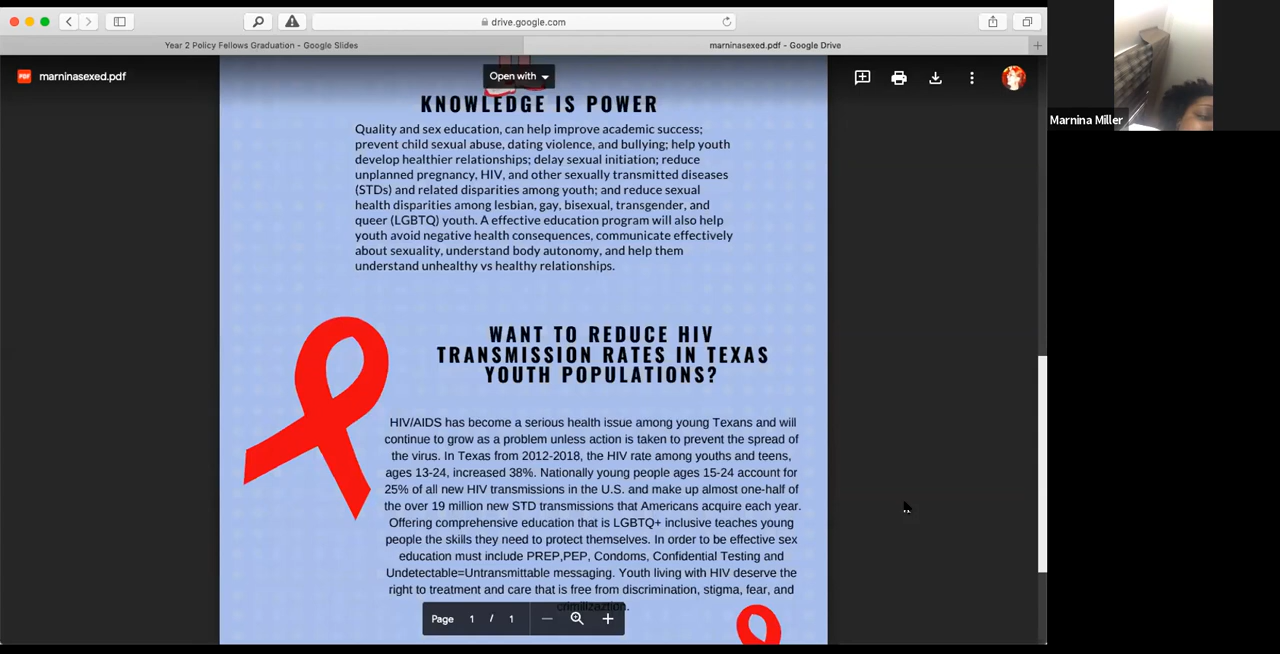 drive.google.com
Year 2 Policy Fellows Graduation - Google Slides
marninasexed.pdf - Google Drive
PDF
marninasexed.pdf
Open with
Marnina Miller
KNOWLEDGE IS POWER
Quality and sex education, can help improve academic success;
prevent child sexual abuse, dating violence, and bullying; help youth
develop healthier relationships; delay sexual initiation; reduce
unplanned pregnancy, HIV, and other sexually transmitted diseases
(STDs) and related disparities among youth; and reduce sexual
health disparities among lesbian, gay, bisexual, transgender, and
queer (LGBTQ) youth. A effective education program will also help
youth avoid negative health consequences, communicate effectively
about sexuality, understand body autonomy, and help them
understand unhealthy vs healthy relationships.
WANT TO REDUCE HIV
TRANSMISSION RATES IN TEXAS
YOUTH POPULATIONS?
HIV/AIDS has become a serious health issue among young Texans and will
continue to grow as a problem unless action is taken to prevent the spread of
the virus. In Texas from 2012-2018, the HIV rate among youths and teens,
ages 13-24, increased 38%. Nationally young people ages 15-24 account for
25% of all new HIV transmissions in the U.S. and make up almost one-half of
the over 19 million new STD transmissions that Americans acquire each year.
Offering comprehensive education that is LGBTQ+ inclusive teaches young
people the skills they need to protect themselves. In order to be effective sex
education must include PREP,PEP, Condoms, Confidential Testing and
Undetectable=Untransmittable messaging. Youth living with HIV deserve the
right to treatment and care that is free from discrimination, stigma, fear, and
Page 1 / 1